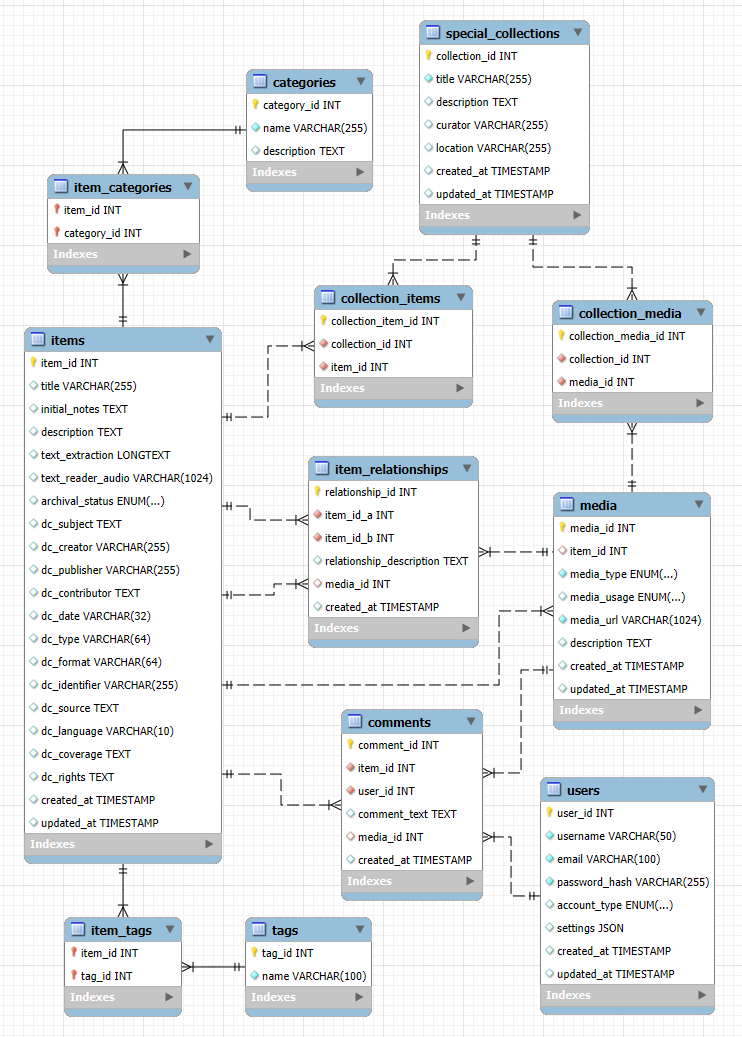 special_collections
collection_id INT
title VARCHAR(255)
description TEXT
curator VARCHAR(255)
location VARCHAR(255)
created_at TIMESTAMP
updated_at TIMESTAMP
Indexes
categories
category_id INT
name VARCHAR(255)
description TEXT
Indexes
item_categories
item_id INT
category_id INT
Indexes
collection_items
collection_item_id INT
collection_id INT
item_id INT
Indexes
collection_media
collection_media_id INT
collection_id INT
media_id INT
Indexes
items
item_id INT
title VARCHAR(255)
initial_notes TEXT
description TEXT
text_extraction LONGTEXT
text_reader_audio VARCHAR(1024)
archival_status ENUM(...)
dc_subject TEXT
dc_creator VARCHAR(255)
dc_publisher VARCHAR(255)
dc_contributor TEXT
dc_date VARCHAR(32)
dc_type VARCHAR(64)
dc_format VARCHAR(64)
dc_identifier VARCHAR(255)
dc_source TEXT
dc_language VARCHAR(10)
dc_coverage TEXT
dc_rights TEXT
created_at TIMESTAMP
updated_at TIMESTAMP
Indexes
item_relationships
relationship_id INT
item_id_a INT
item_id_b INT
relationship_description TEXT
media_id INT
created_at TIMESTAMP
Indexes
media
media_id INT
item_id INT
media_type ENUM(...)
media_usage ENUM(...)
media_url VARCHAR(1024)
description TEXT
created_at TIMESTAMP
updated_at TIMESTAMP
Indexes
comments
comment_id INT
item_id INT
user_id INT
comment_text TEXT
media_id INT
created_at TIMESTAMP
Indexes
users
user_id INT
username VARCHAR(50)
email VARCHAR(100)
password_hash VARCHAR(255)
account_type ENUM(...)
settings JSON
created_at TIMESTAMP
updated_at TIMESTAMP
Indexes
item_tags
item_id INT
tag_id INT
Indexes
tags
tag_id INT
name VARCHAR(100)
Indexes